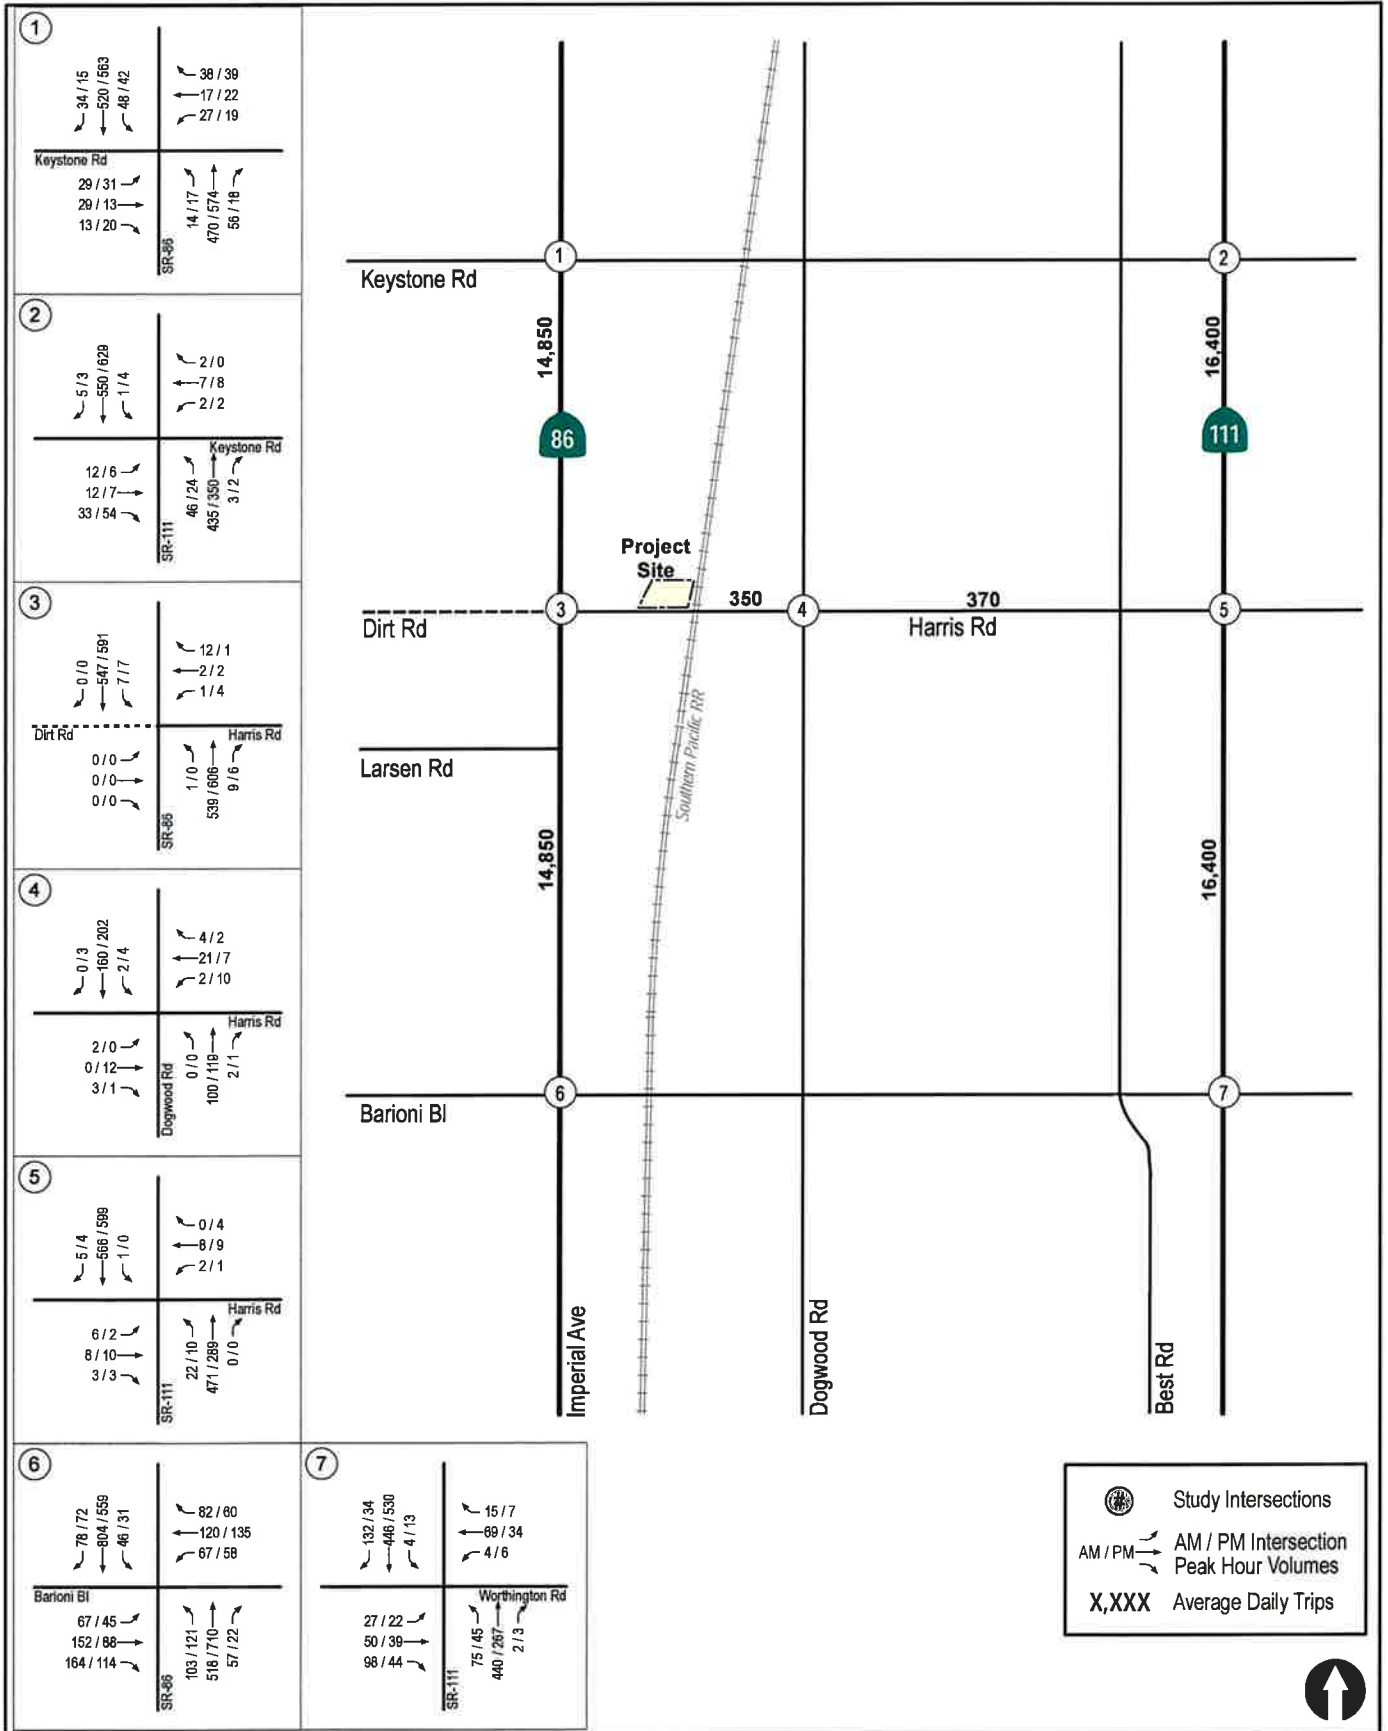 1
34 / 15
520 / 563
48 / 42
38 / 39
17 / 22
27 / 19
Keystone Rd
29 / 31
29 / 13
13 / 20
14 / 17
470 / 574
56 / 18
SR-86
2
5 / 3
550 / 629
1 / 4
2 / 0
7 / 8
2 / 2
Keystone Rd
12 / 6
12 / 7
33 / 54
46 / 24
435 / 350
3 / 2
SR-111
3
0 / 0
547 / 591
7 / 7
12 / 1
2 / 2
1 / 4
Dirt Rd
Harris Rd
0 / 0
0 / 0
0 / 0
1 / 0
539 / 606
9 / 6
SR-86
4
0 / 3
160 / 202
2 / 4
4 / 2
21 / 7
2 / 10
Harris Rd
2 / 0
0 / 12
3 / 1
0 / 0
100 / 119
2 / 1
Dogwood Rd
5
5 / 4
566 / 599
1 / 0
0 / 4
8 / 9
2 / 1
Harris Rd
6 / 2
8 / 10
3 / 3
22 / 10
471 / 289
0 / 0
SR-111
6
78 / 72
804 / 559
46 / 31
82 / 60
120 / 135
67 / 58
Barioni Bl
67 / 45
152 / 88
164 / 114
103 / 121
518 / 710
57 / 22
SR-86
7
132 / 34
446 / 530
4 / 13
15 / 7
69 / 34
4 / 6
Worthington Rd
27 / 22
50 / 39
98 / 44
75 / 45
440 / 267
2 / 3
SR-111
1
2
Keystone Rd
14,850
16,400
86
111
Project
Site
3
350
4
370
5
Dirt Rd
Harris Rd
Southern Pacific RR
Larsen Rd
14,850
16,400
6
7
Barioni Bl
Imperial Ave
Dogwood Rd
Best Rd
#
Study Intersections
AM / PM
AM / PM Intersection
Peak Hour Volumes
X,XXX
Average Daily Trips